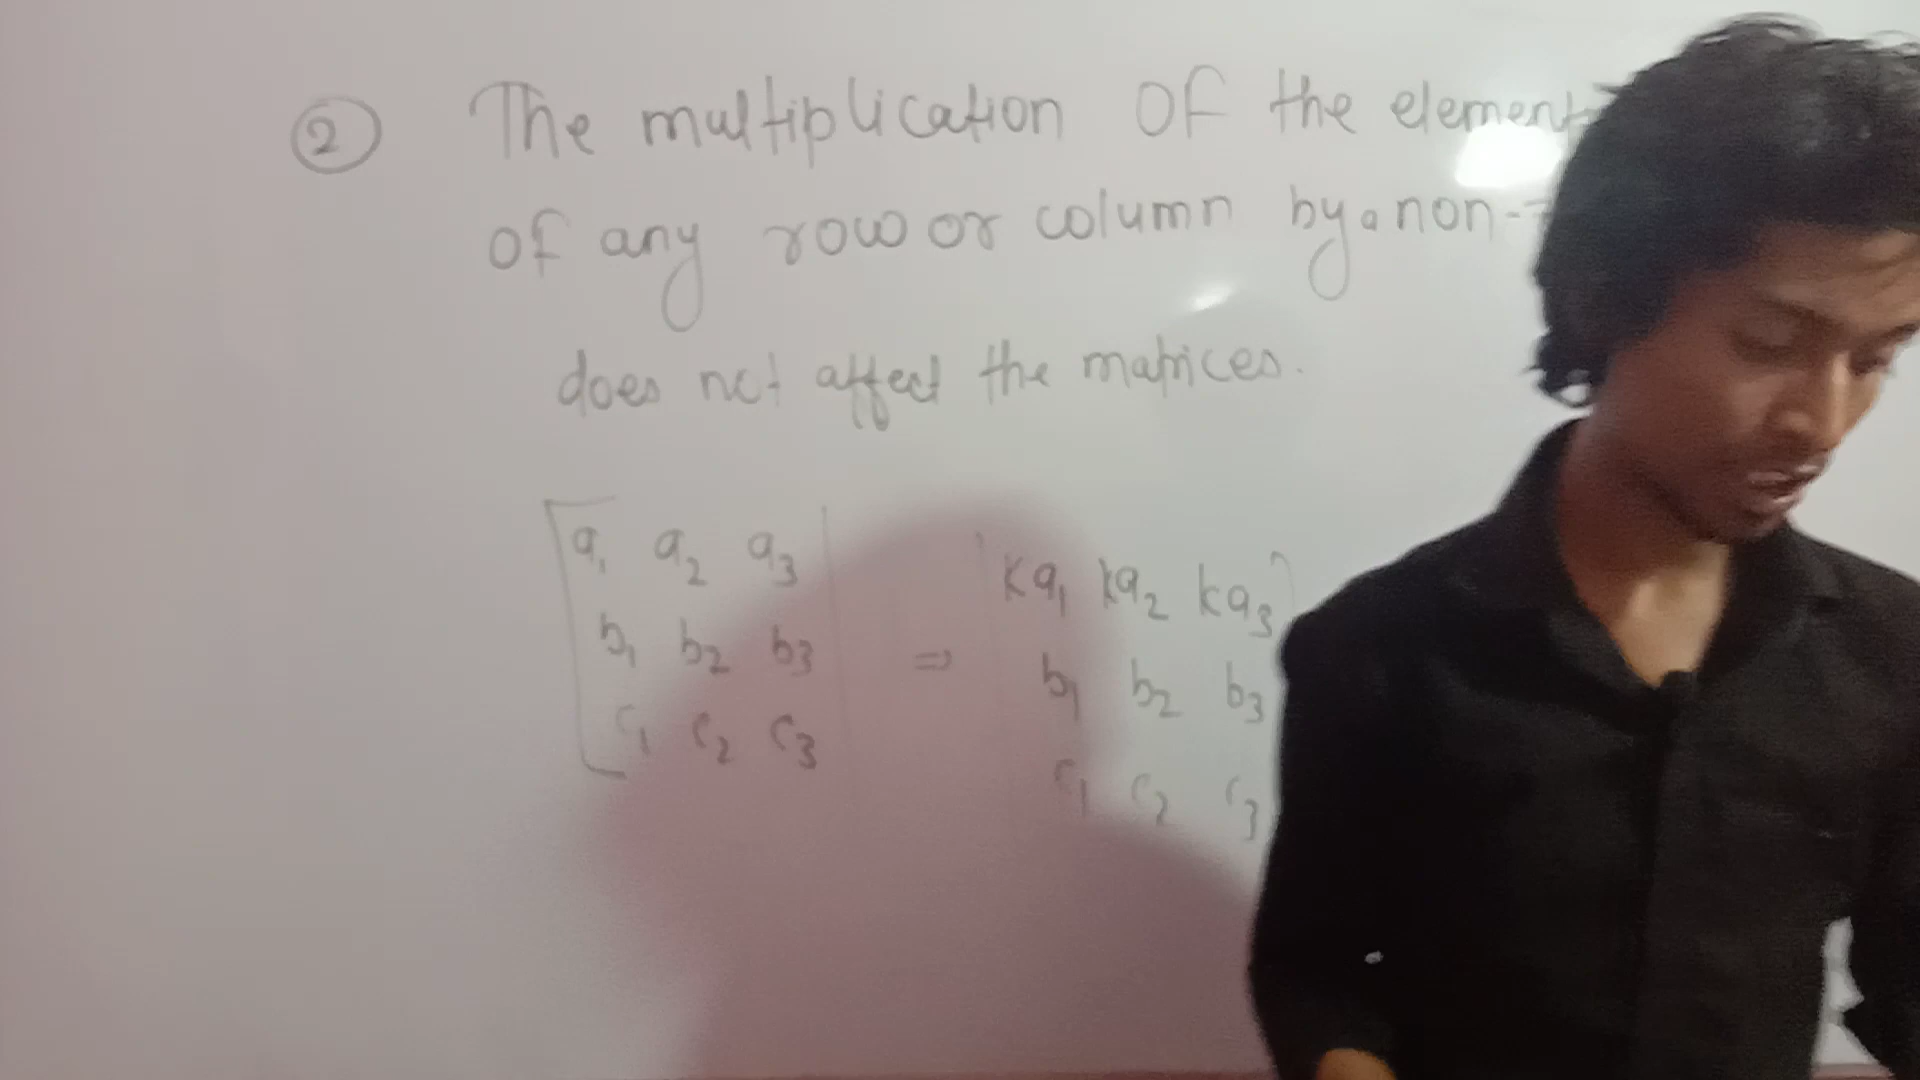 ② The multiplication of the element
of any row or column by a non-
does not affect the matrices.
a₁ a₂ a₃
b₁ b₂ b₃
c₁ c₂ c₃
⇒
ka₁ ka₂ ka₃
b₁ b₂ b₃
c₁ c₂ c₃